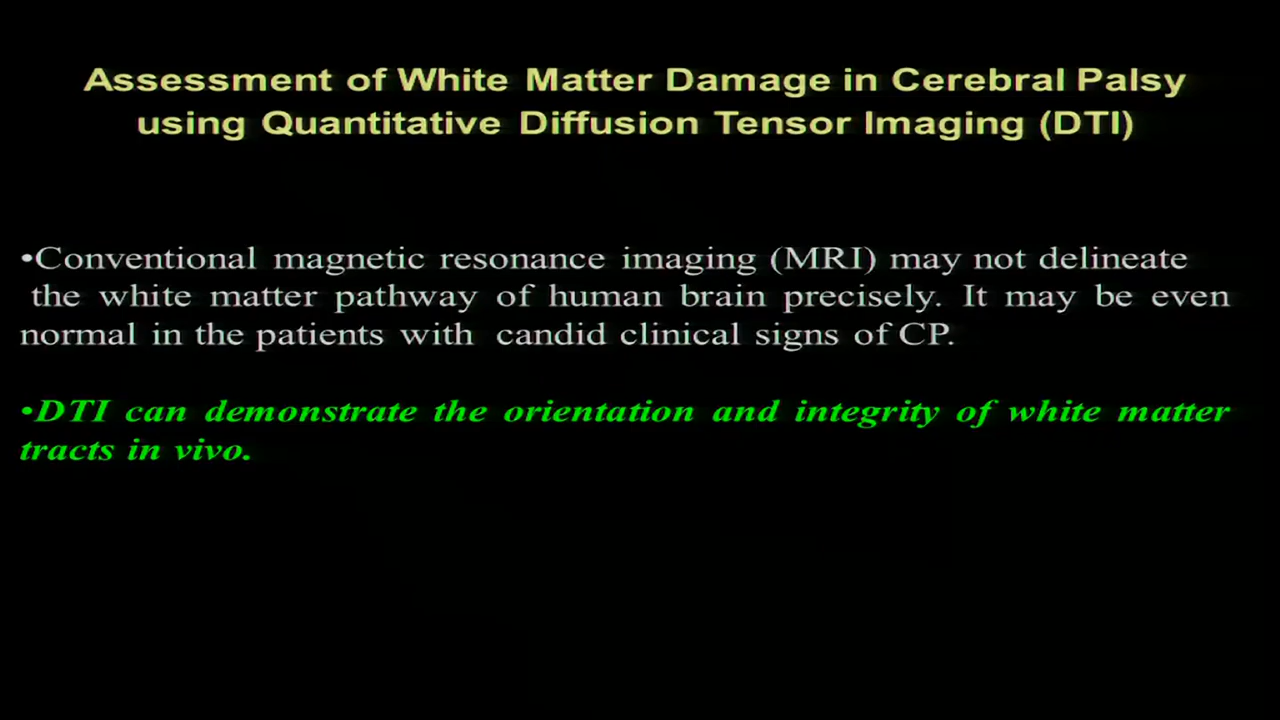 Assessment of White Matter Damage in Cerebral Palsy
using Quantitative Diffusion Tensor Imaging (DTI)
•Conventional magnetic resonance imaging (MRI) may not delineate
the white matter pathway of human brain precisely. It may be even
normal in the patients with candid clinical signs of CP.
•DTI can demonstrate the orientation and integrity of white matter
tracts in vivo.